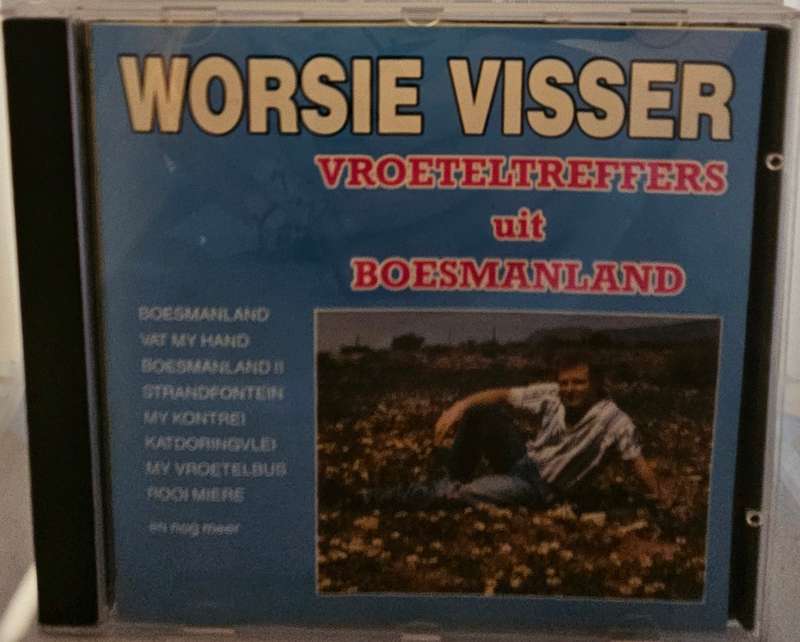 WORSIE VISSER
VROETELTREFFERS
uit
BOESMANLAND
BOESMANLAND
VAT MY HAND
BOESMANLAND II
STRANDFONTEIN
MY KONTREI
KATDORINGVLEI
MY VROETELBUS
ROOI MIERE
en nog meer